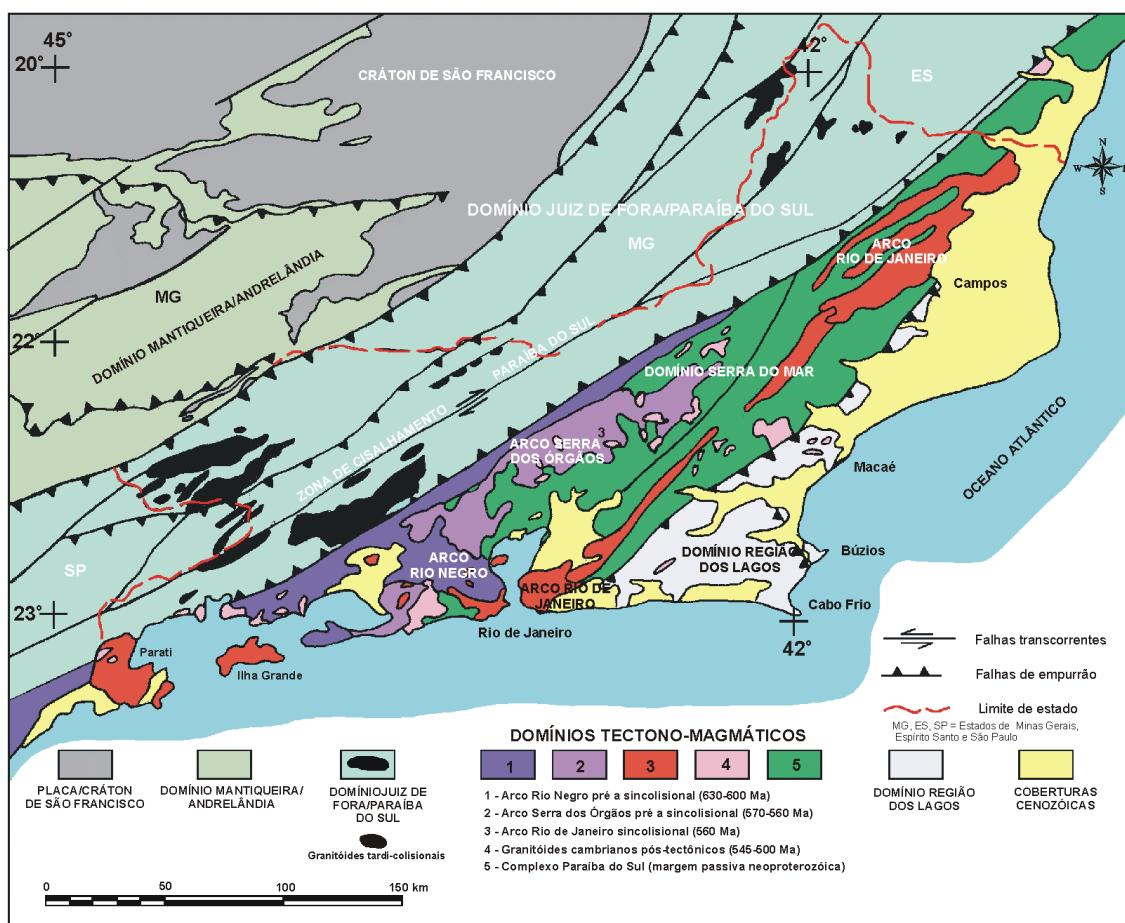 45°
20°
CRÁTON DE SÃO FRANCISCO
42°
ES
N
W
E
S
DOMÍNIO JUIZ DE FORA/PARAÍBA DO SUL
MG
ARCO
RIO DE JANEIRO
Campos
MG
DOMÍNIO MANTIQUEIRA/ANDRELÂNDIA
22°
ZONA DE CISALHAMENTO
PARAÍBA DO SUL
DOMÍNIO SERRA DO MAR
3
ARCO SERRA
DOS ÓRGÃOS
OCEANO ATLÂNTICO
Macaé
SP
ARCO
RIO NEGRO
DOMÍNIO REGIÃO
DOS LAGOS
Búzios
ARCO RIO DE
JANEIRO
Cabo Frio
23°
Rio de Janeiro
42°
Parati
Ilha Grande
Falhas transcorrentes
Falhas de empurrão
Limite de estado
MG, ES, SP = Estados de Minas Gerais,
Espírito Santo e São Paulo
DOMÍNIOS TECTONO-MAGMÁTICOS
1 2 3 4 5
PLACA/CRÁTON
DE SÃO FRANCISCO
DOMÍNIO MANTIQUEIRA/
ANDRELÂNDIA
DOMÍNIOJUIZ DE
FORA/PARAÍBA
DO SUL
Granitóides tardi-colisionais
1 - Arco Rio Negro pré a sincolisional (630-600 Ma)
2 - Arco Serra dos Órgãos pré a sincolisional (570-560 Ma)
3 - Arco Rio de Janeiro sincolisional (560 Ma)
4 - Granitóides cambrianos pós-tectônicos (545-500 Ma)
5 - Complexo Paraíba do Sul (margem passiva neoproterozóica)
DOMÍNIO REGIÃO
DOS LAGOS
COBERTURAS
CENOZÓICAS
0 50 100 150 km